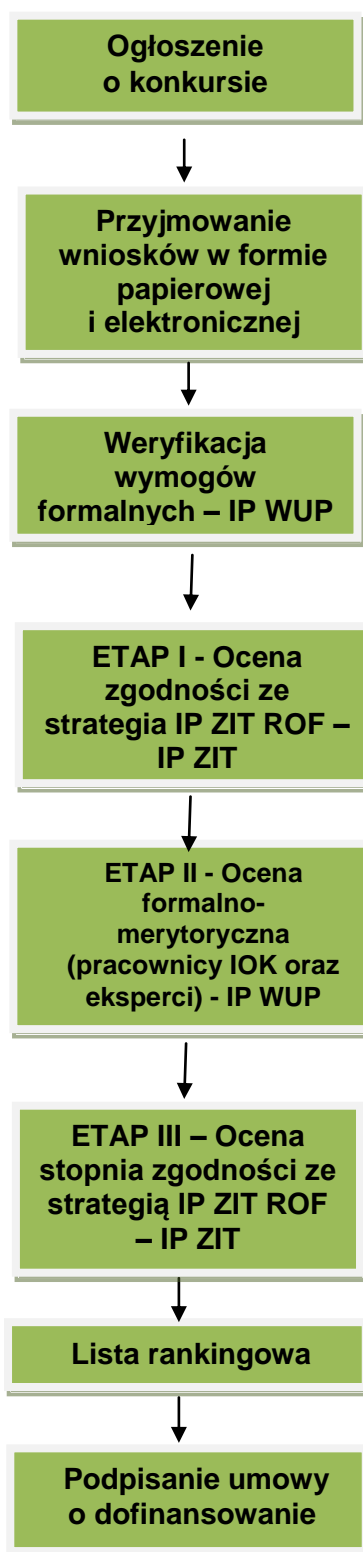 Ogłoszenie
o konkursie
Przyjmowanie
wniosków w formie
papierowej
i elektronicznej
Weryfikacja
wymogów
formalnych – IP WUP
ETAP I - Ocena
zgodności ze
strategia IP ZIT ROF –
IP ZIT
ETAP II - Ocena
formalno-
merytoryczna
(pracownicy IOK oraz
eksperci) - IP WUP
ETAP III – Ocena
stopnia zgodności ze
strategią IP ZIT ROF
– IP ZIT
Lista rankingowa
Podpisanie umowy
o dofinansowanie